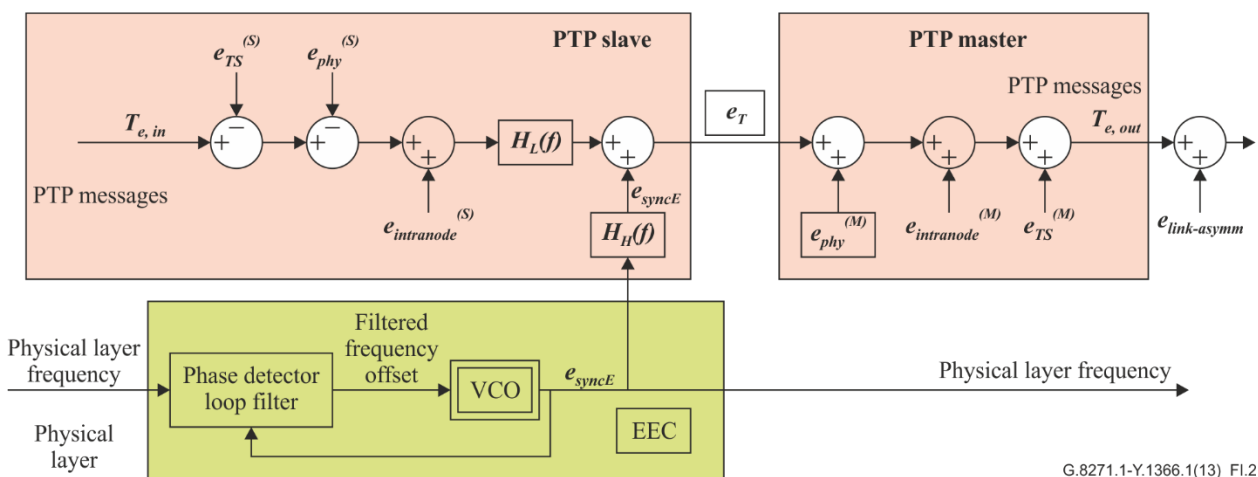 PTP slave
PTP master
e_TS^(S)
e_phy^(S)
PTP messages
T_e, in
− − + + + +
H_L(f)
+ +
e_T
+ + + + + +
T_e, out
+ +
PTP messages
e_intranode^(S)
e_syncE
H_H(f)
e_phy^(M)
e_intranode^(M)
e_TS^(M)
e_link-asymm
Physical layer
frequency
Phase detector
loop filter
Filtered
frequency
offset
VCO
e_syncE
Physical layer frequency
EEC
Physical
layer
G.8271.1-Y.1366.1(13)_FI.2